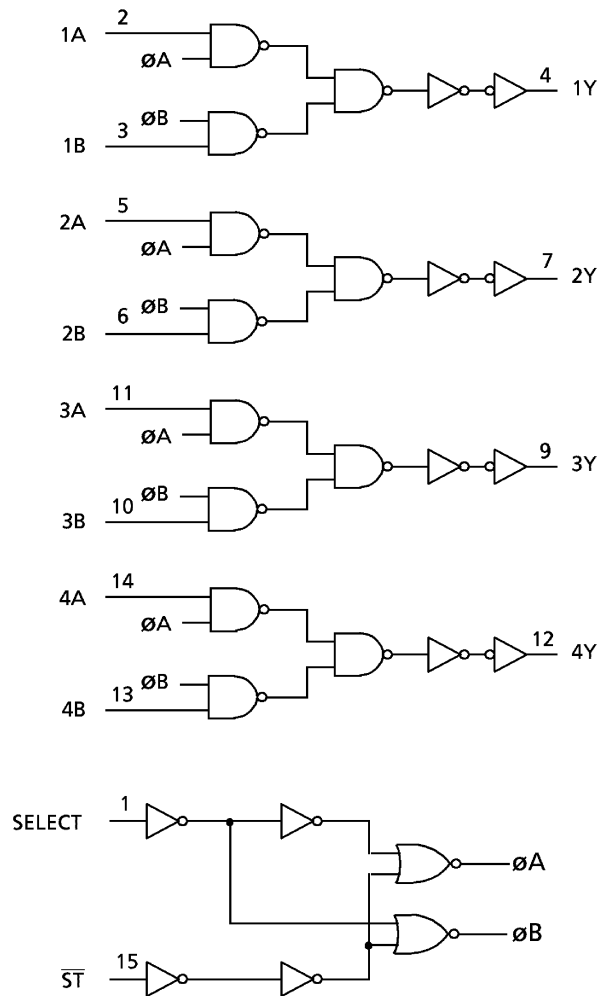 1A 2
øA
øB
1B 3
4 1Y
2A 5
øA
øB
2B 6
7 2Y
3A 11
øA
øB
3B 10
9 3Y
4A 14
øA
øB
4B 13
12 4Y
SELECT 1
øA
øB
ST 15